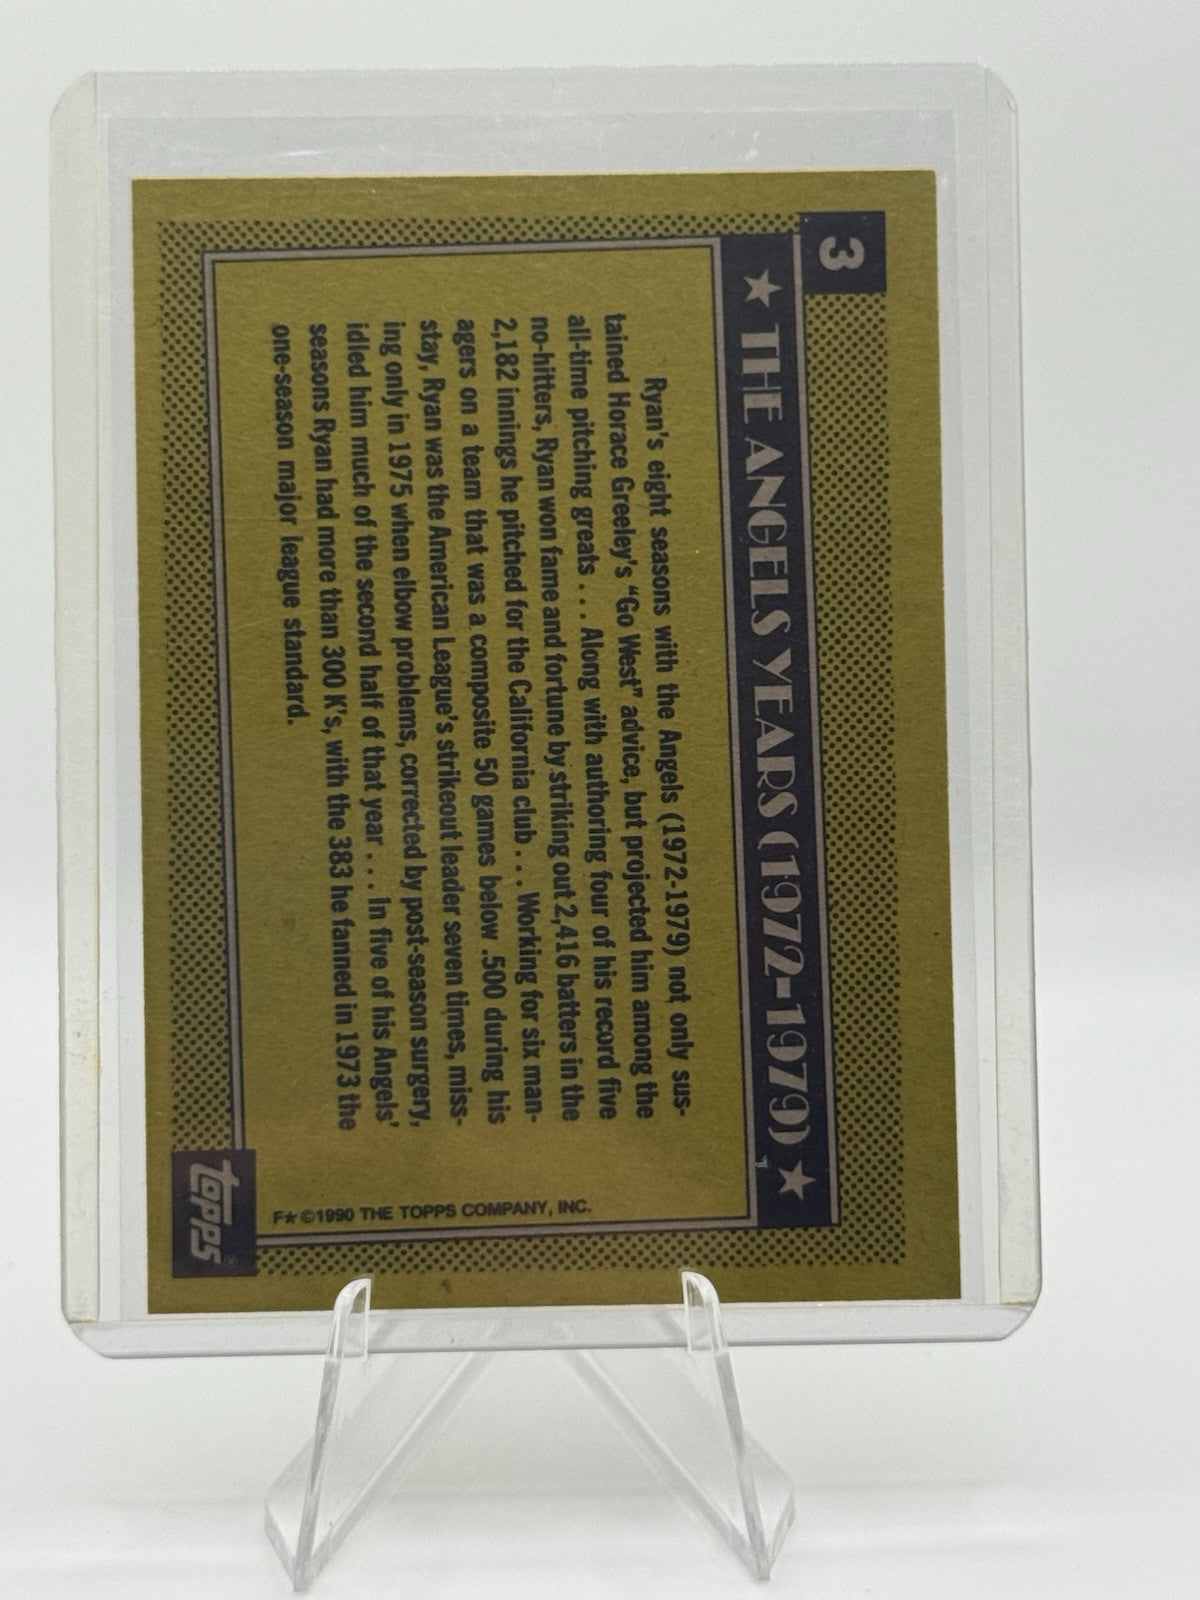 3
★ THE ANGELS YEARS (1972-1979) ★
Ryan's eight seasons with the Angels (1972-1979) not only sus-
tained Horace Greeley's "Go West" advice, but projected him among the
all-time pitching greats . . . Along with authoring four of his record five
no-hitters, Ryan won fame and fortune by striking out 2,416 batters in the
2,182 innings he pitched for the California club . . . Working for six man-
agers on a team that was a composite 50 games below .500 during his
stay, Ryan was the American League's strikeout leader seven times, miss-
ing only in 1975 when elbow problems, corrected by post-season surgery,
idled him much of the second half of that year . . . In five of his Angels'
seasons Ryan had more than 300 K's, with the 383 he fanned in 1973 the
one-season major league standard.
F★ ©1990 THE TOPPS COMPANY, INC.
topps®